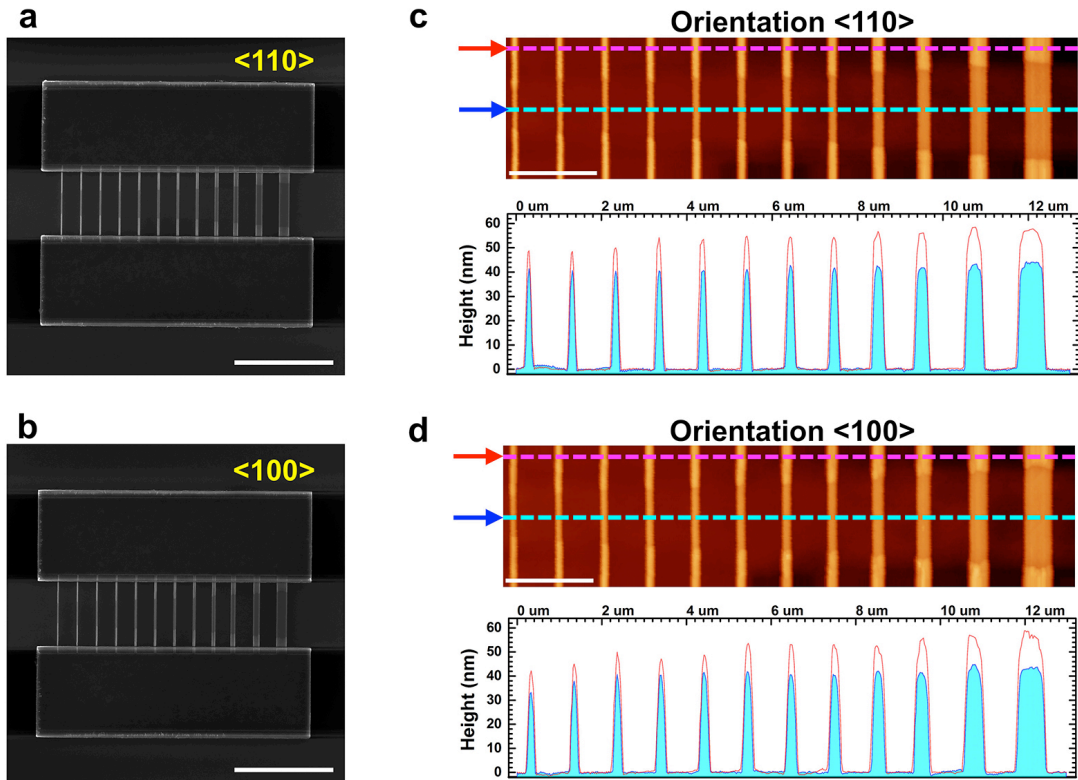 a
<110>
b
<100>
c
Orientation <110>
0 um 2 um 4 um 6 um 8 um 10 um 12 um
60
50
40
30
20
10
0
Height (nm)
d
Orientation <100>
0 um 2 um 4 um 6 um 8 um 10 um 12 um
60
50
40
30
20
10
0
Height (nm)